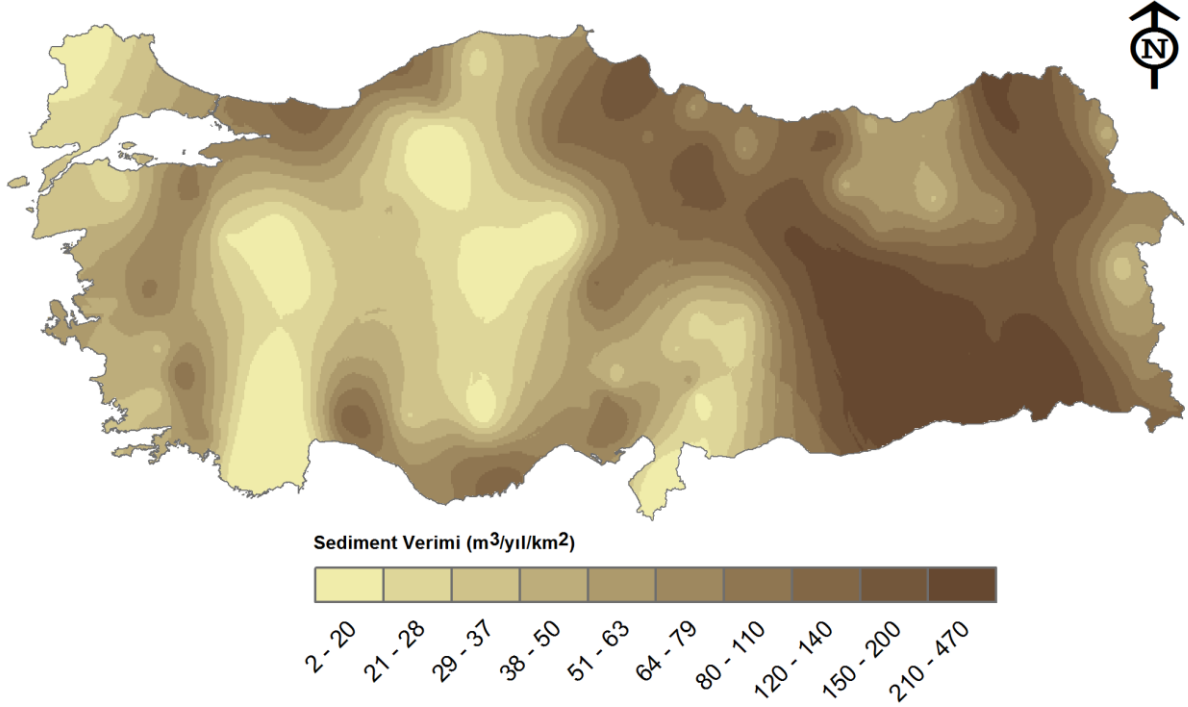 N
Sediment Verimi (m³/yıl/km²)
2 - 20
21 - 28
29 - 37
38 - 50
51 - 63
64 - 79
80 - 110
120 - 140
150 - 200
210 - 470